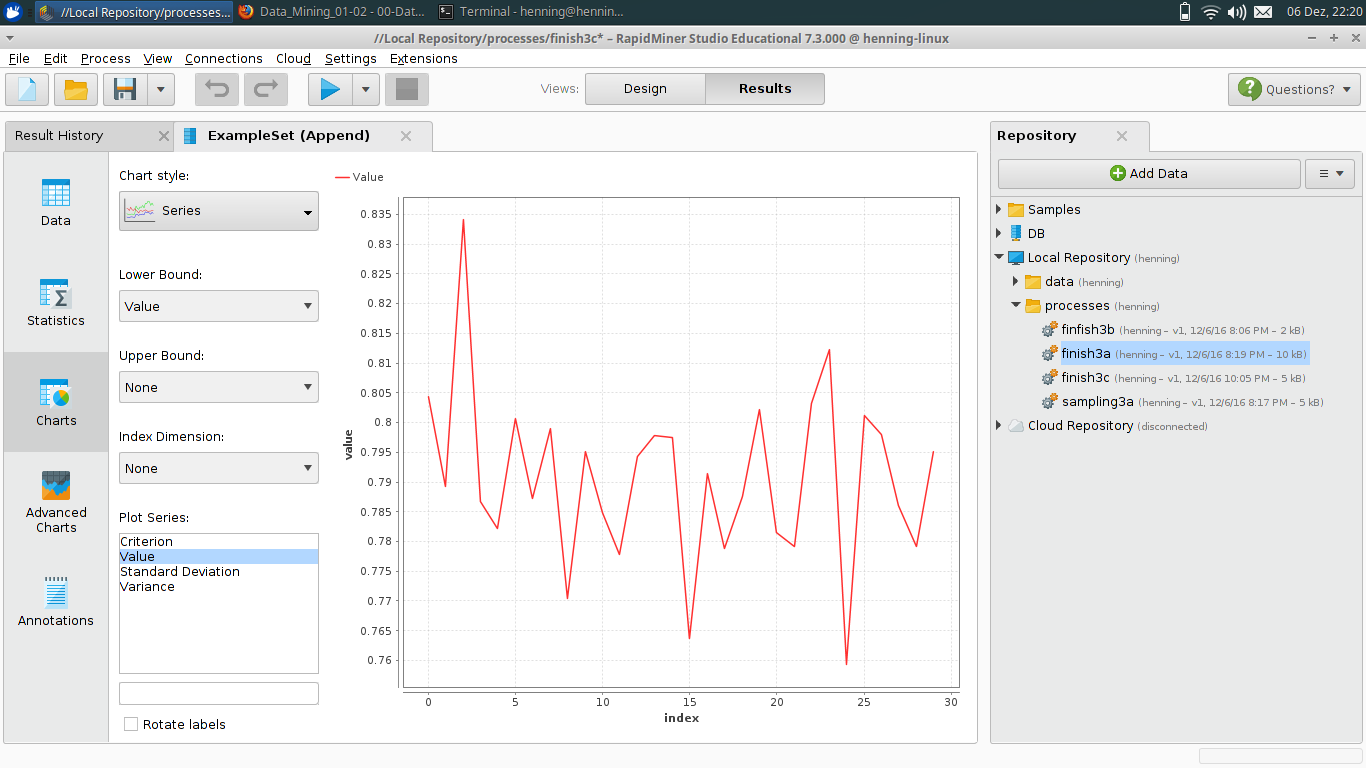 //Local Repository/processes... Data_Mining_01-02 - 00-Dat... Terminal - henning@hennin... 06 Dez, 22:20
//Local Repository/processes/finish3c* – RapidMiner Studio Educational 7.3.000 @ henning-linux
File Edit Process View Connections Cloud Settings Extensions
Views: Design Results Questions?
Result History ExampleSet (Append)
Data
Statistics
Charts
Advanced
Charts
Annotations
Chart style:
Series
Lower Bound:
Value
Upper Bound:
None
Index Dimension:
None
Plot Series:
Criterion
Value
Standard Deviation
Variance
Rotate labels
Value
0.835
0.83
0.825
0.82
0.815
0.81
0.805
0.8
0.795
0.79
0.785
0.78
0.775
0.77
0.765
0.76
value
0 5 10 15 20 25 30
index
Repository
Add Data
Samples
DB
Local Repository (henning)
data (henning)
processes (henning)
finfish3b (henning – v1, 12/6/16 8:06 PM – 2 kB)
finish3a (henning – v1, 12/6/16 8:19 PM – 10 kB)
finish3c (henning – v1, 12/6/16 10:05 PM – 5 kB)
sampling3a (henning – v1, 12/6/16 8:17 PM – 5 kB)
Cloud Repository (disconnected)